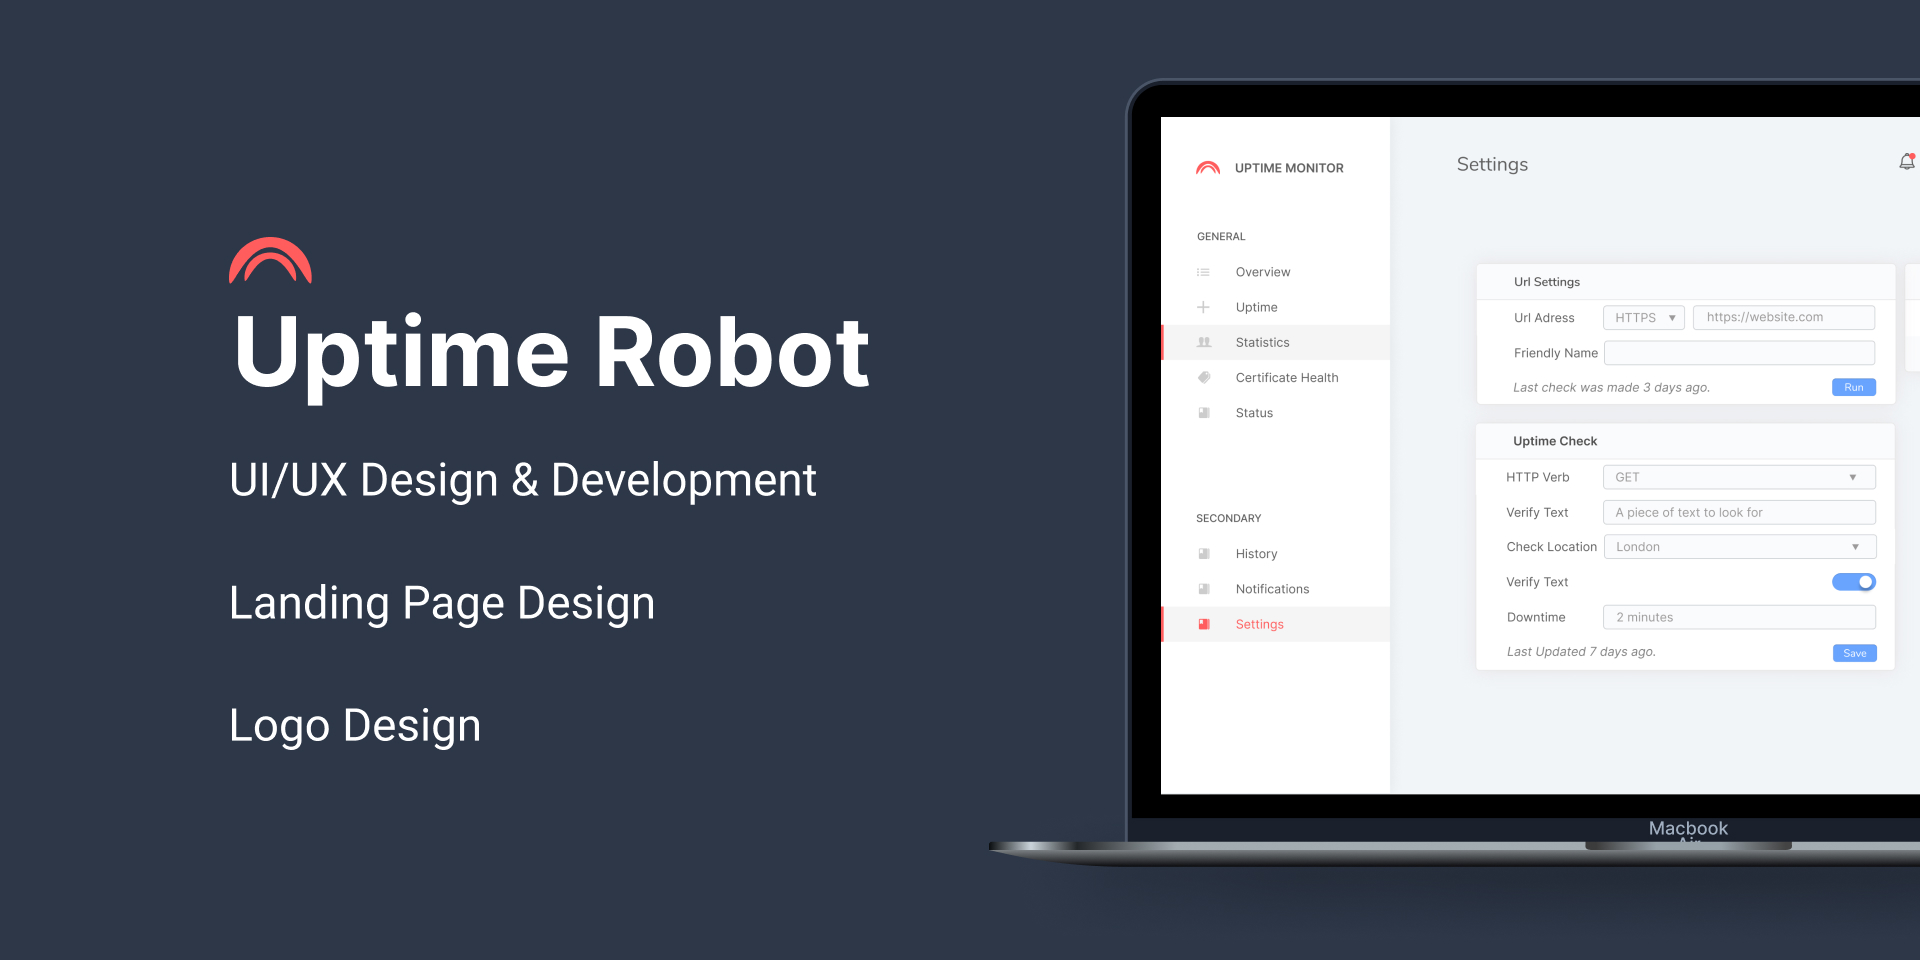 Uptime Robot
UI/UX Design & Development
Landing Page Design
Logo Design
UPTIME MONITOR
GENERAL
Overview
Uptime
Statistics
Certificate Health
Status
SECONDARY
History
Notifications
Settings
Settings
Url Settings
Url Adress HTTPS https://website.com
Friendly Name
Last check was made 3 days ago. Run
Uptime Check
HTTP Verb GET
Verify Text A piece of text to look for
Check Location London
Verify Text
Downtime 2 minutes
Last Updated 7 days ago. Save
Macbook
Air